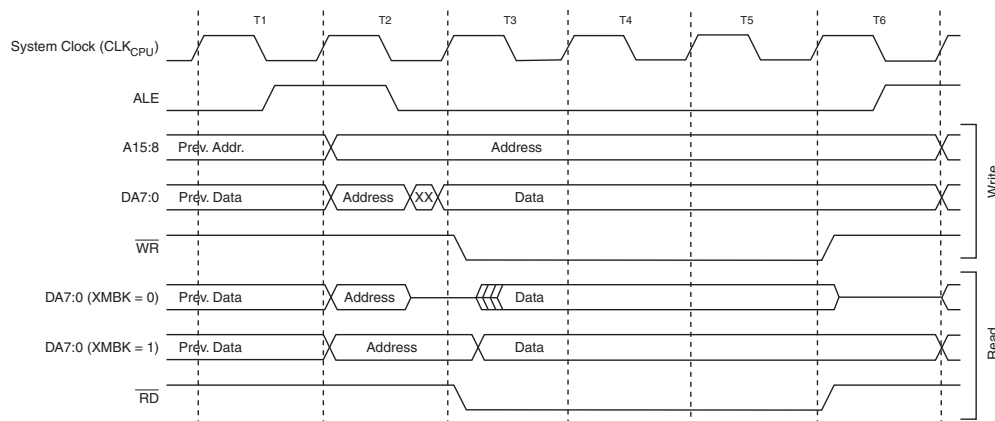 T1 T2 T3 T4 T5 T6
System Clock (CLKCPU)
ALE
A15:8 Prev. Addr. Address
DA7:0 Prev. Data Address XX Data
WR
Write
DA7:0 (XMBK = 0) Prev. Data Address Data
DA7:0 (XMBK = 1) Prev. Data Address Data
RD
Read